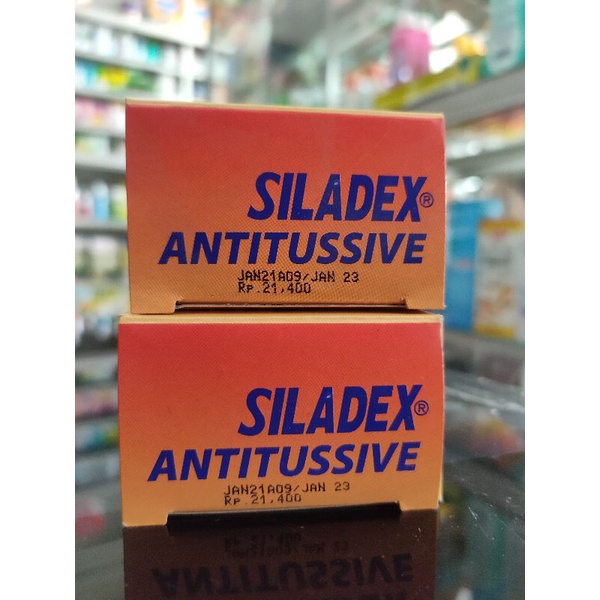 SILADEX®
ANTITUSSIVE
JAN21A09/JAN 23
Rp.21,400
SILADEX®
ANTITUSSIVE
JAN21A09/JAN 23
Rp.21,400